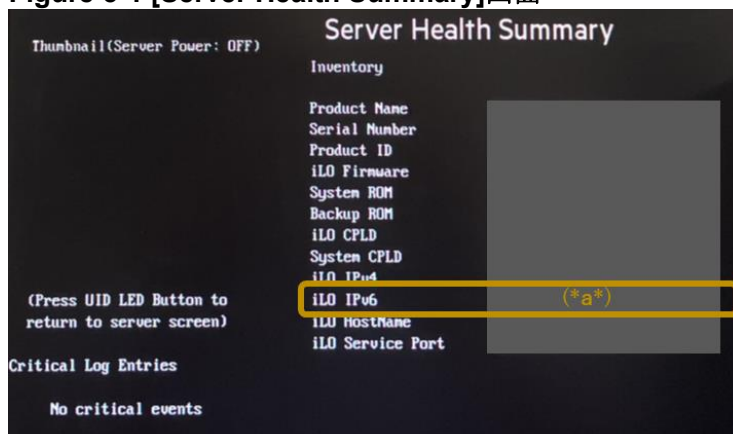 Figure 3-1 [Server Health Summary]画面
Thumbnail(Server Power: OFF)
Server Health Summary
Inventory
Product Name
Serial Number
Product ID
iLO Firmware
System ROM
Backup ROM
iLO CPLD
System CPLD
iLO IPv4
iLO IPv6
(*a*)
iLO HostName
iLO Service Port
(Press UID LED Button to
return to server screen)
Critical Log Entries
No critical events